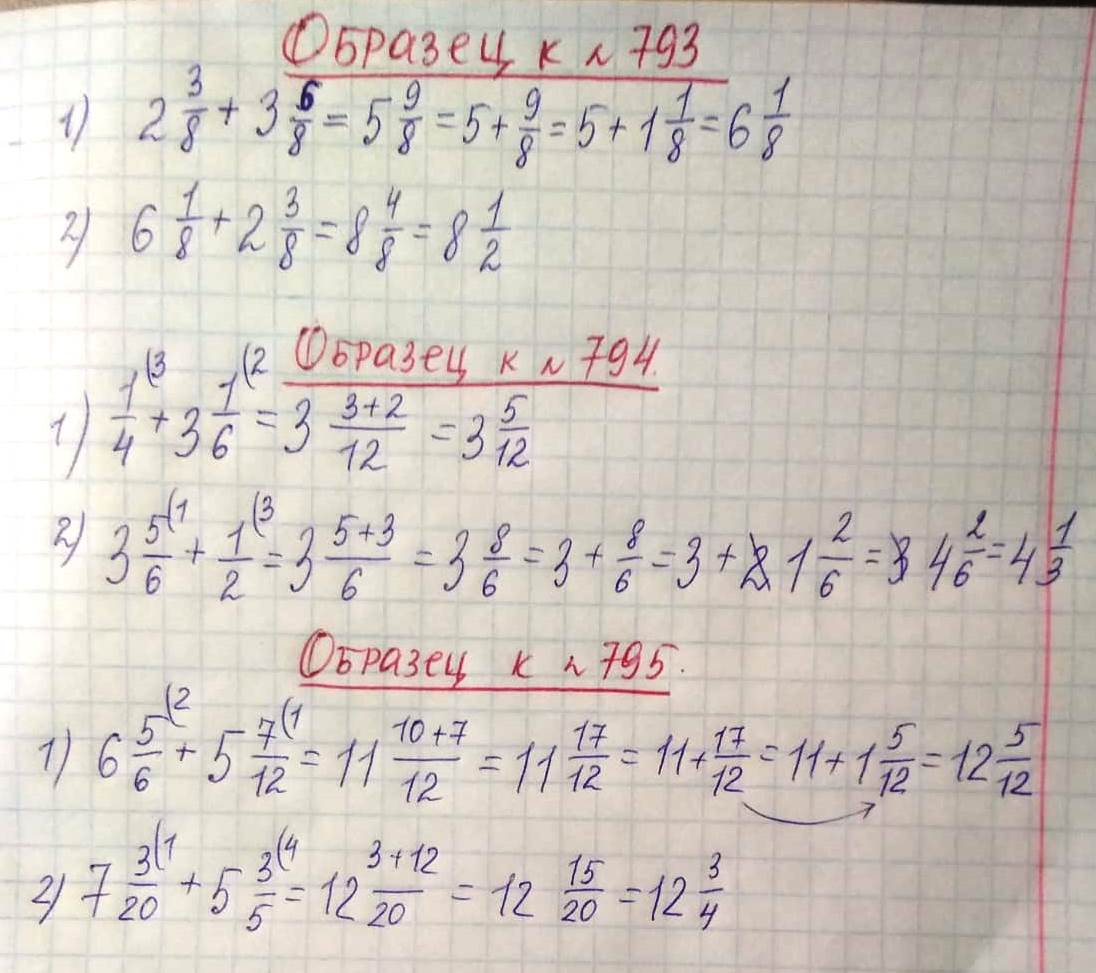 Образец к № 793
1) 2 3/8 + 3 6/8 = 5 9/8 = 5 + 9/8 = 5 + 1 1/8 = 6 1/8
2) 6 1/8 + 2 3/8 = 8 4/8 = 8 1/2
Образец к № 794.
1) 1/4 (3 + 3 1/6 (2 = 3 3+2/12 = 3 5/12
2) 3 5/6 (1 + 1/2 (3 = 3 5+3/6 = 3 8/6 = 3 + 8/6 = 3 + 1 2/6 = 4 2/6 = 4 1/3
Образец к № 795.
1) 6 5/6 (2 + 5 7/12 (1 = 11 10+7/12 = 11 17/12 = 11 + 17/12 = 11 + 1 5/12 = 12 5/12
2) 7 3/20 (1 + 5 3/5 (4 = 12 3+12/20 = 12 15/20 = 12 3/4